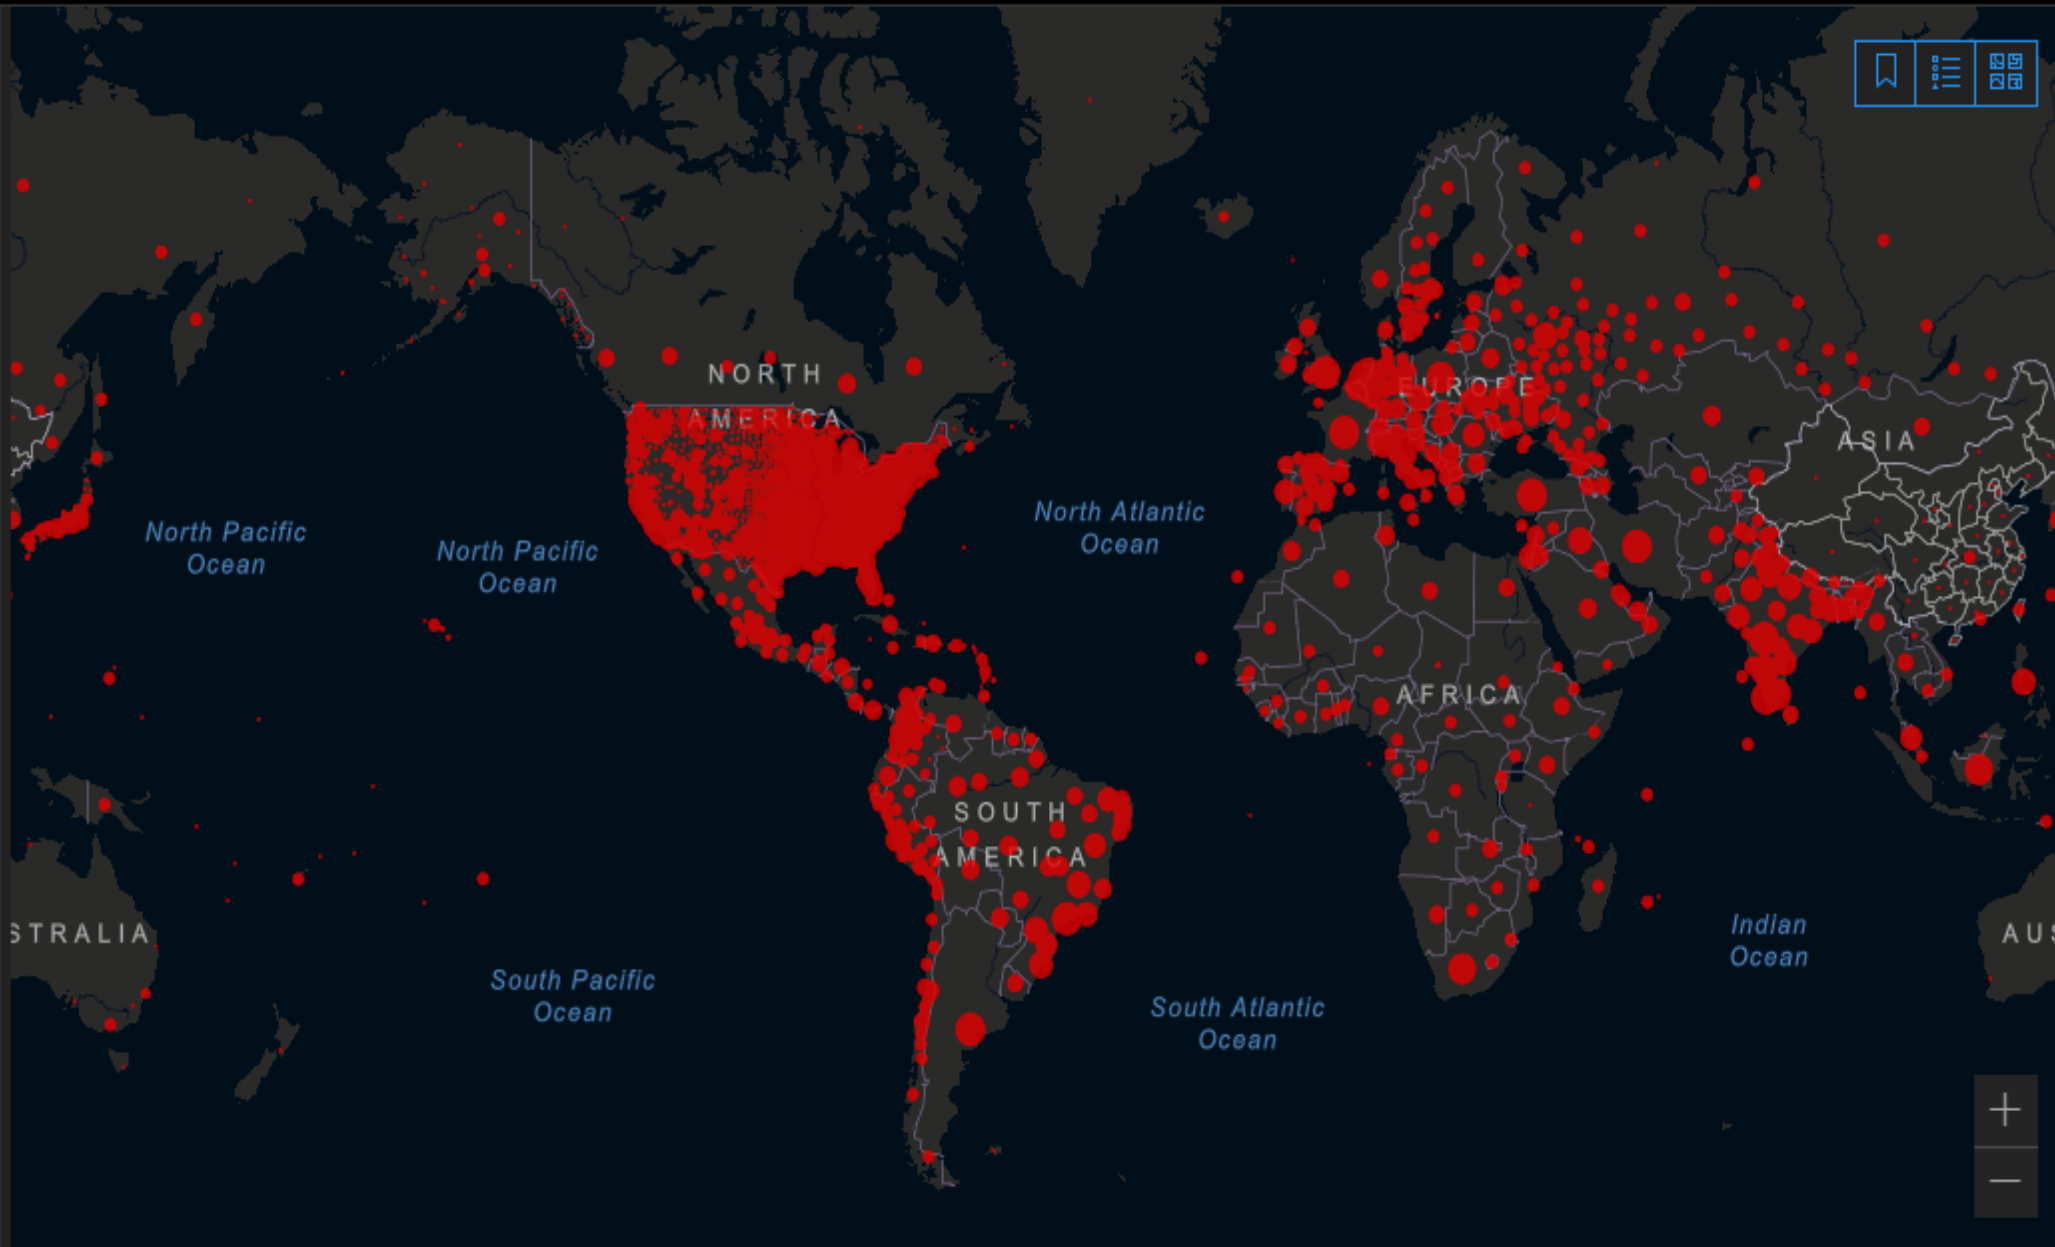 NORTH
AMERICA
EUROPE
ASIA
North Pacific
Ocean
North Pacific
Ocean
North Atlantic
Ocean
AFRICA
SOUTH
AMERICA
STRALIA
South Pacific
Ocean
South Atlantic
Ocean
Indian
Ocean
AUS
+
−